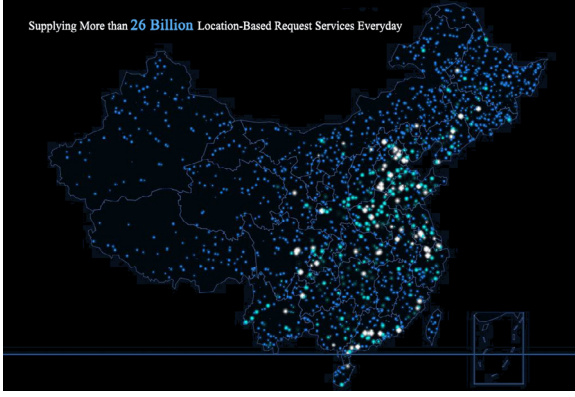 Supplying More than 26 Billion Location-Based Request Services Everyday